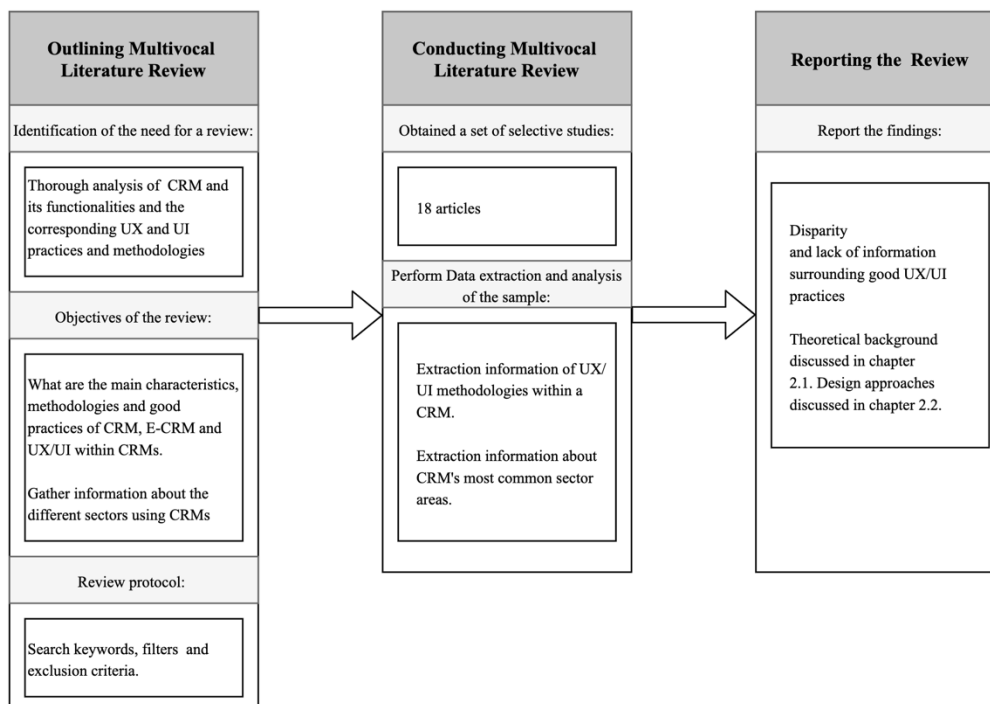 Outlining Multivocal
Literature Review
Identification of the need for a review:
Thorough analysis of CRM and
its functionalities and the
corresponding UX and UI
practices and methodologies
Objectives of the review:
What are the main characteristics,
methodologies and good
practices of CRM, E-CRM and
UX/UI within CRMs.
Gather information about the
different sectors using CRMs
Review protocol:
Search keywords, filters and
exclusion criteria.
Conducting Multivocal
Literature Review
Obtained a set of selective studies:
18 articles
Perform Data extraction and analysis
of the sample:
Extraction information of UX/
UI methodologies within a
CRM.
Extraction information about
CRM's most common sector
areas.
Reporting the Review
Report the findings:
Disparity
and lack of information
surrounding good UX/UI
practices
Theoretical background
discussed in chapter
2.1. Design approaches
discussed in chapter 2.2.